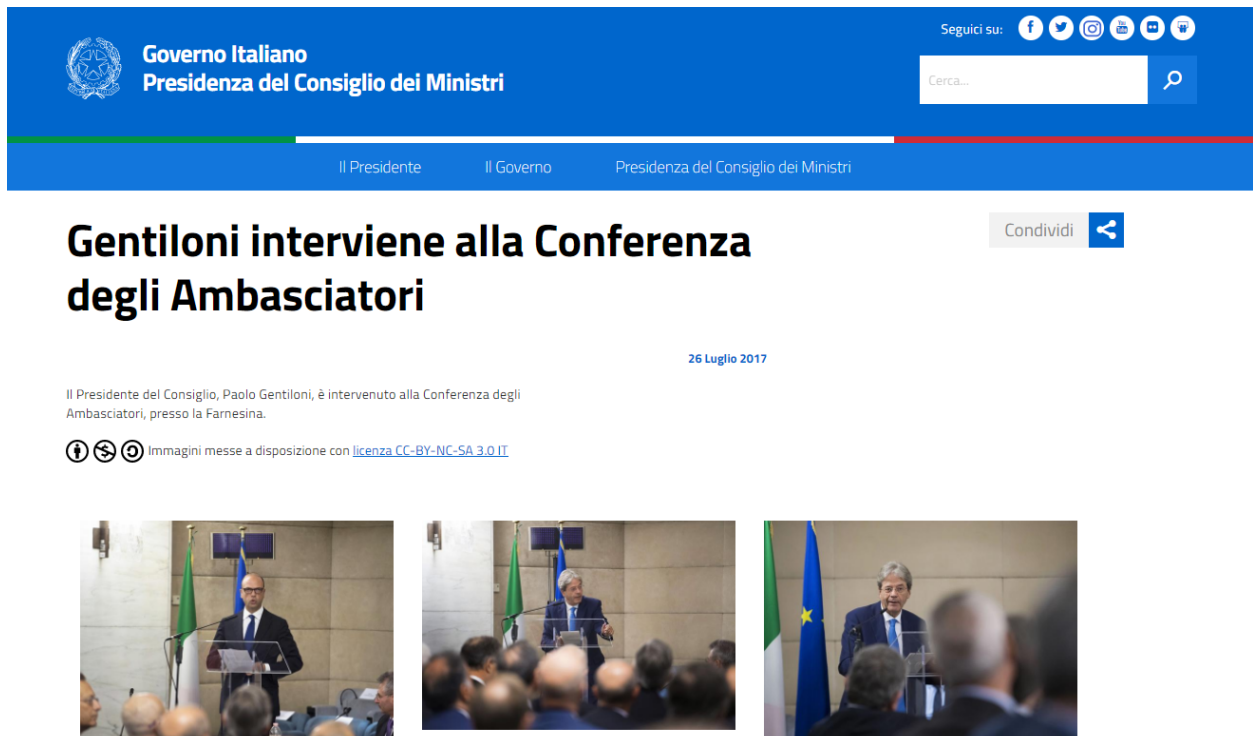 Seguici su:
Governo Italiano
Presidenza del Consiglio dei Ministri
Cerca...
Il Presidente Il Governo Presidenza del Consiglio dei Ministri
Gentiloni interviene alla Conferenza
degli Ambasciatori
Condividi
26 Luglio 2017
Il Presidente del Consiglio, Paolo Gentiloni, è intervenuto alla Conferenza degli
Ambasciatori, presso la Farnesina.
Immagini messe a disposizione con licenza CC-BY-NC-SA 3.0 IT